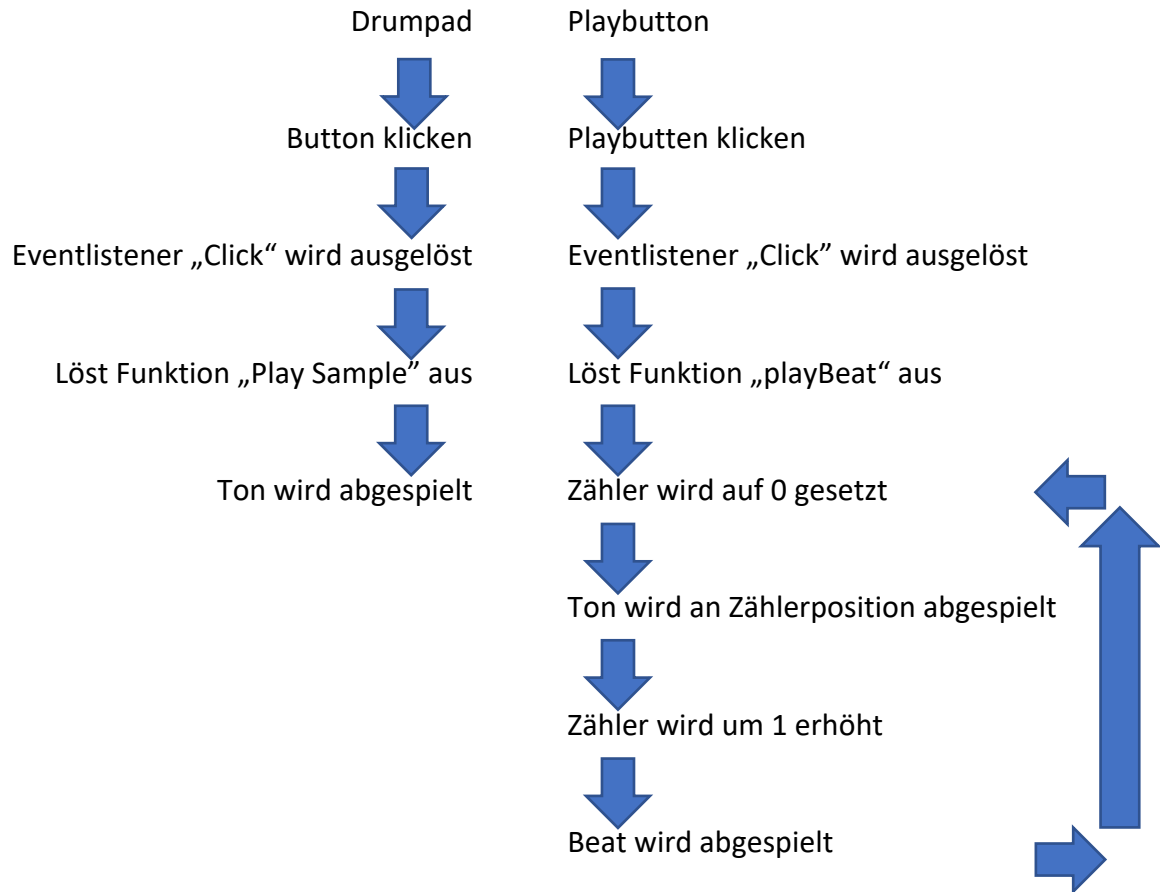 Drumpad
Button klicken
Eventlistener „Click“ wird ausgelöst
Löst Funktion „Play Sample” aus
Ton wird abgespielt
Playbutton
Playbutten klicken
Eventlistener „Click” wird ausgelöst
Löst Funktion „playBeat“ aus
Zähler wird auf 0 gesetzt
Ton wird an Zählerposition abgespielt
Zähler wird um 1 erhöht
Beat wird abgespielt